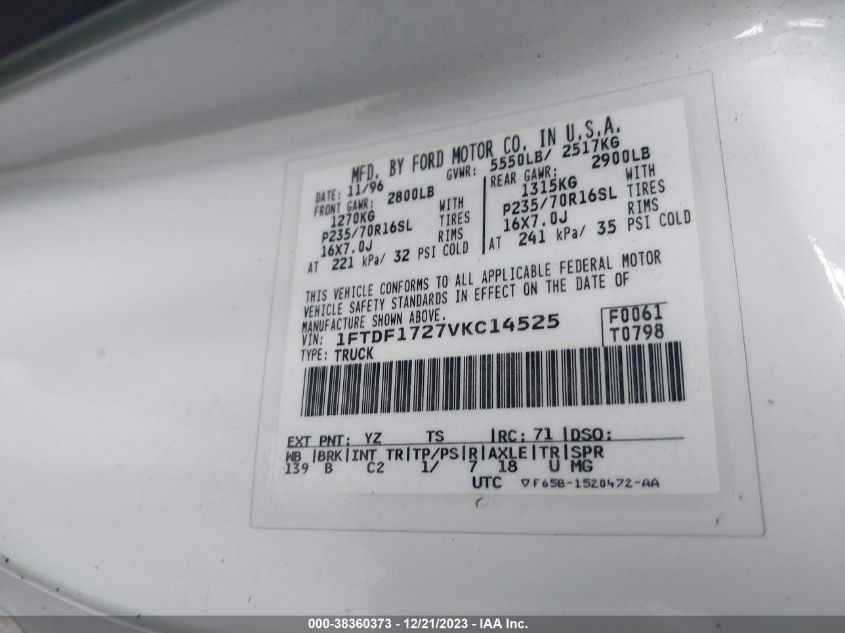 MFD. BY FORD MOTOR CO. IN U.S.A.
DATE: 11/96 GVWR: 5550LB/ 2517KG
FRONT GAWR: 2800LB
1270KG WITH
P235/70R16SL TIRES
16X7.0J RIMS
AT 221 kPa/ 32 PSI COLD
REAR GAWR: 2900LB
1315KG WITH
P235/70R16SL TIRES
16X7.0J RIMS
AT 241 kPa/ 35 PSI COLD
THIS VEHICLE CONFORMS TO ALL APPLICABLE FEDERAL MOTOR
VEHICLE SAFETY STANDARDS IN EFFECT ON THE DATE OF
MANUFACTURE SHOWN ABOVE.
VIN: 1FTDF1727VKC14525
F0061
TYPE: TRUCK
T0798
EXT PNT: YZ TS |RC: 71 |DSO:
WB |BRK|INT TR|TP/PS|R|AXLE|TR|SPR
139 B C2 1/ 7 18 U MG
UTC ▽F65B-1520472-AA
000-38360373 - 12/21/2023 - IAA Inc.